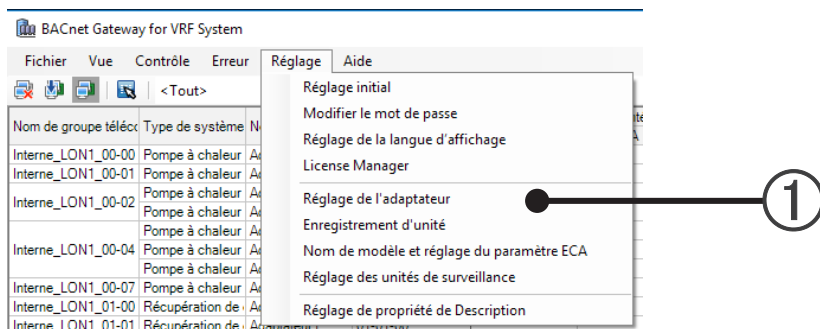 BACnet Gateway for VRF System
Fichier Vue Contrôle Erreur Réglage Aide
<Tout>
Réglage initial
Modifier le mot de passe
Réglage de la langue d'affichage
License Manager
Réglage de l'adaptateur
Enregistrement d'unité
Nom de modèle et réglage du paramètre ECA
Réglage des unités de surveillance
Réglage de propriété de Description
1
Nom de groupe Type de système
Interne_LON1_00-00 Pompe à chaleur
Interne_LON1_00-01 Pompe à chaleur
Interne_LON1_00-02 Pompe à chaleur
Pompe à chaleur
Interne_LON1_00-04 Pompe à chaleur
Pompe à chaleur
Pompe à chaleur
Interne_LON1_00-07 Pompe à chaleur
Interne_LON1_01-00 Récupération de
Interne_LON1_01-01 Récupération de